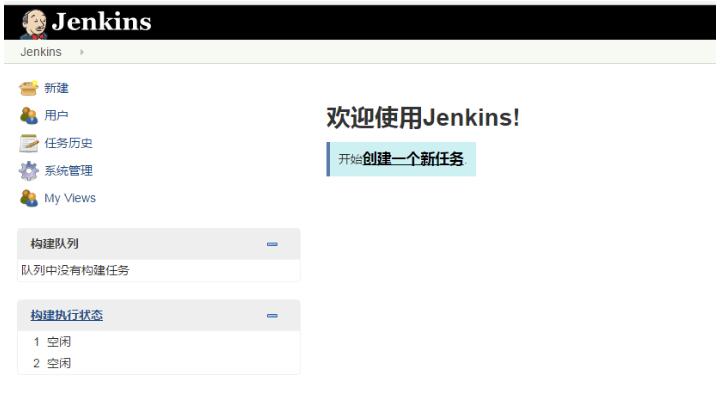 Jenkins
Jenkins
新建
用户
任务历史
系统管理
My Views
构建队列
队列中没有构建任务
构建执行状态
1 空闲
2 空闲
欢迎使用Jenkins!
开始创建一个新任务.